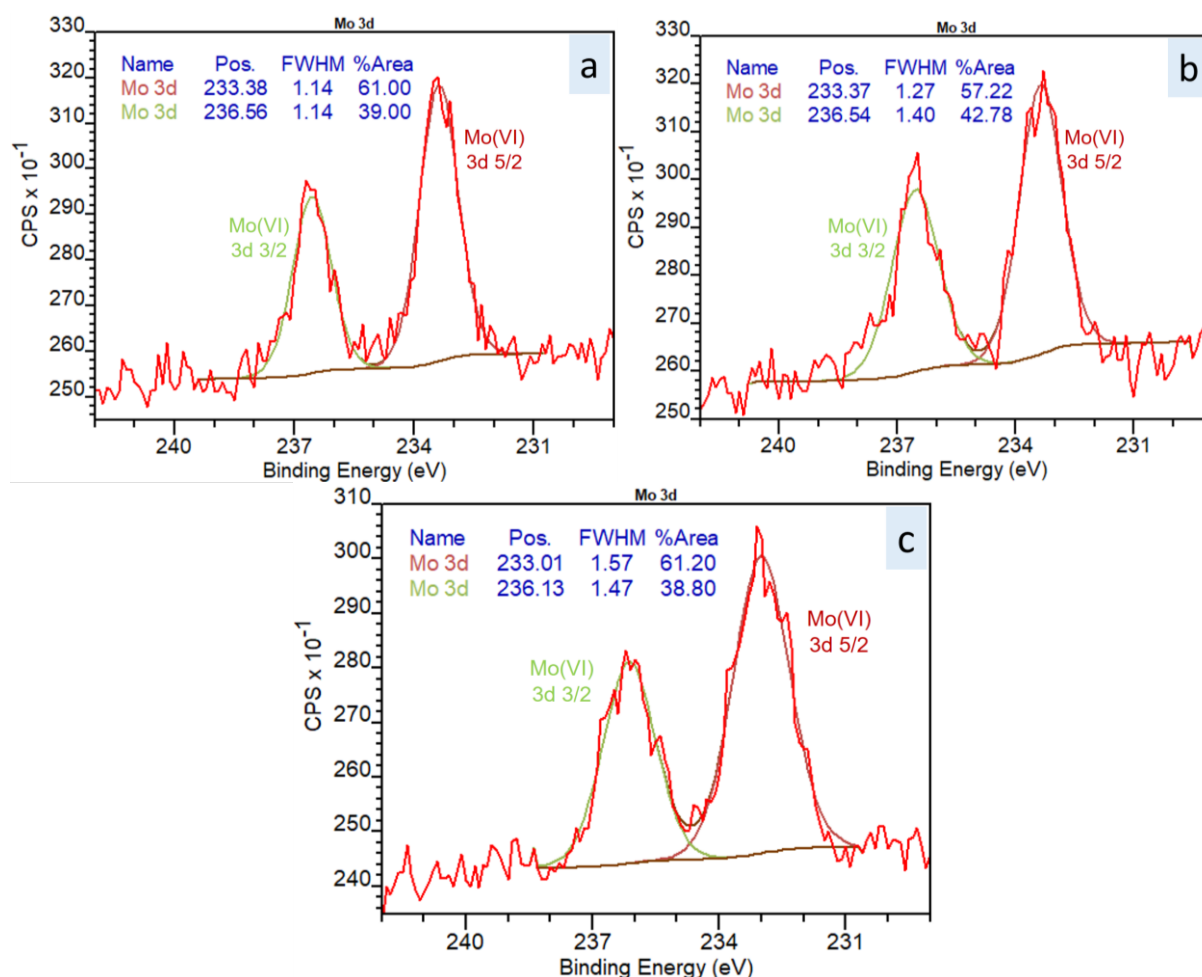 Mo 3d
a
Name Pos. FWHM %Area
Mo 3d 233.38 1.14 61.00
Mo 3d 236.56 1.14 39.00
Mo(VI)
3d 5/2
Mo(VI)
3d 3/2
330
320
310
300
290
280
270
260
250
CPS x 10⁻¹
240 237 234 231
Binding Energy (eV)
Mo 3d
b
Name Pos. FWHM %Area
Mo 3d 233.37 1.27 57.22
Mo 3d 236.54 1.40 42.78
Mo(VI)
3d 5/2
Mo(VI)
3d 3/2
330
320
310
300
290
280
270
260
250
CPS x 10⁻¹
240 237 234 231
Binding Energy (eV)
Mo 3d
c
Name Pos. FWHM %Area
Mo 3d 233.01 1.57 61.20
Mo 3d 236.13 1.47 38.80
Mo(VI)
3d 5/2
Mo(VI)
3d 3/2
310
300
290
280
270
260
250
240
CPS x 10⁻¹
240 237 234 231
Binding Energy (eV)